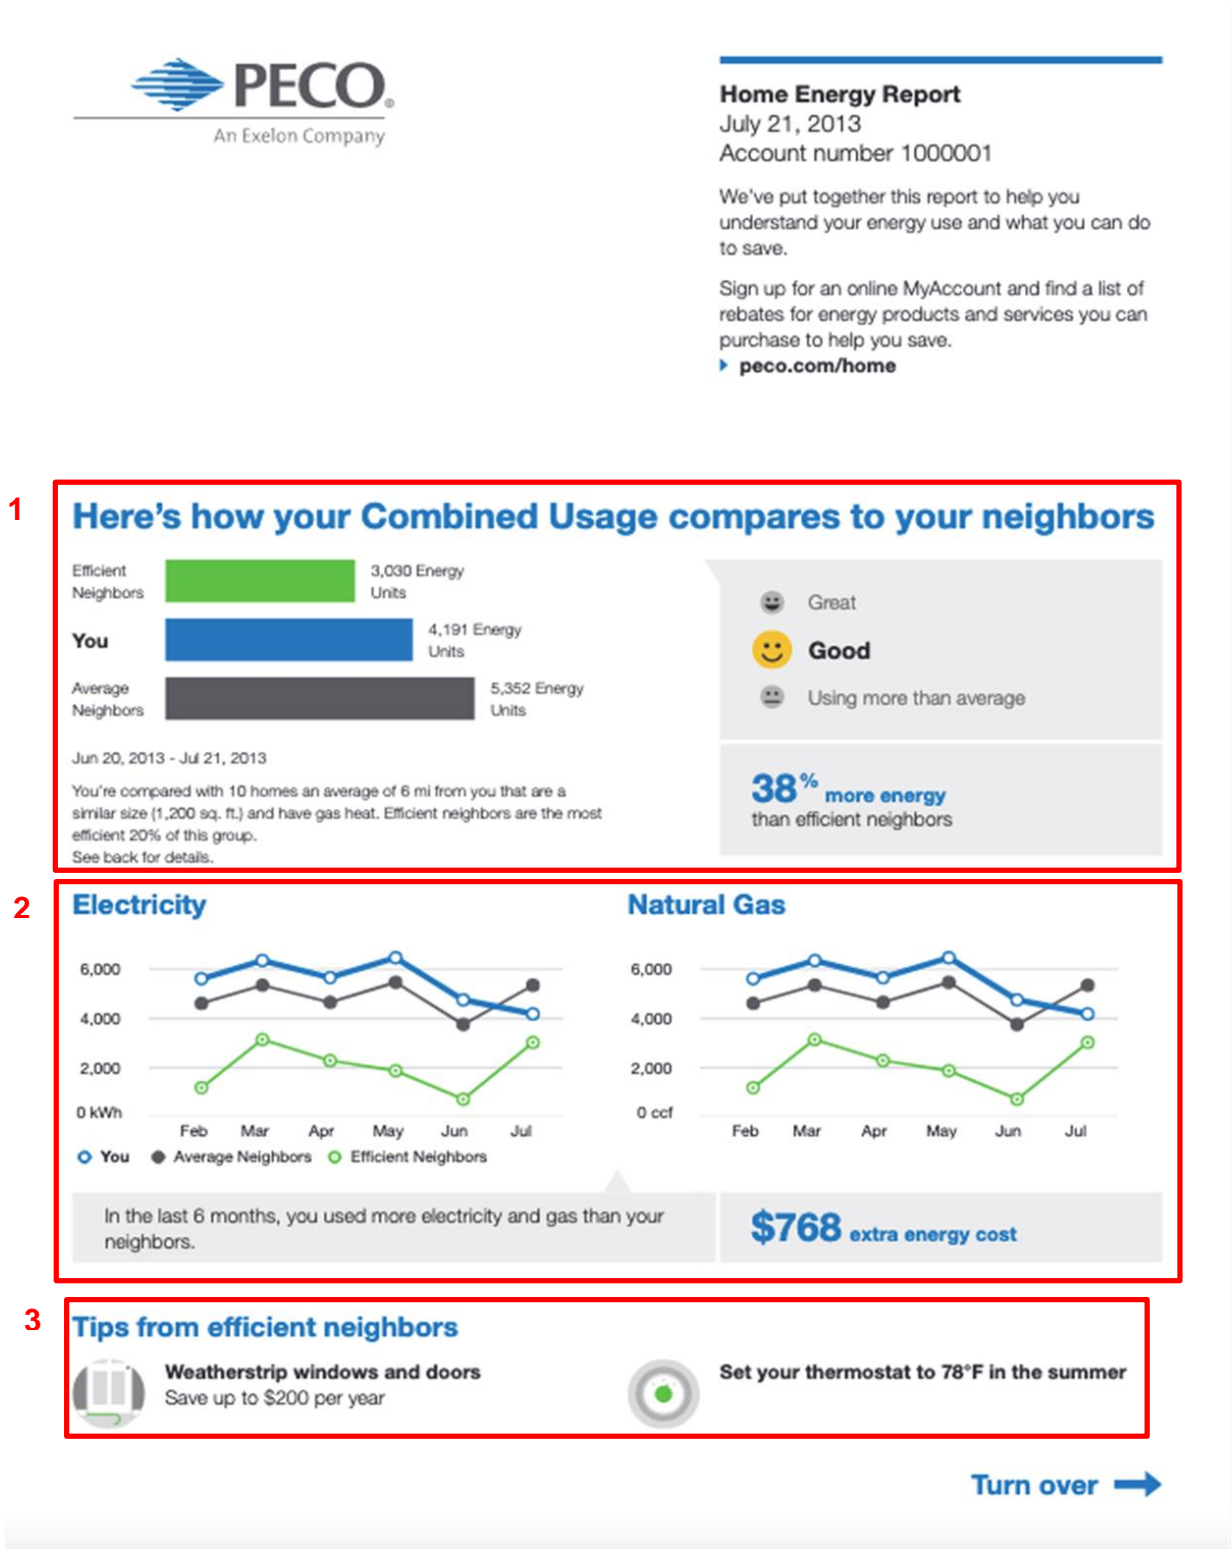 PECO®
An Exelon Company
Home Energy Report
July 21, 2013
Account number 1000001
We've put together this report to help you
understand your energy use and what you can do
to save.
Sign up for an online MyAccount and find a list of
rebates for energy products and services you can
purchase to help you save.
peco.com/home
1
Here's how your Combined Usage compares to your neighbors
Efficient
Neighbors
3,030 Energy
Units
You
4,191 Energy
Units
Average
Neighbors
5,352 Energy
Units
Jun 20, 2013 - Jul 21, 2013
You're compared with 10 homes an average of 6 mi from you that are a
similar size (1,200 sq. ft.) and have gas heat. Efficient neighbors are the most
efficient 20% of this group.
See back for details.
Great
Good
Using more than average
38% more energy
than efficient neighbors
2
Electricity
6,000
4,000
2,000
0 kWh
Feb Mar Apr May Jun Jul
You Average Neighbors Efficient Neighbors
Natural Gas
6,000
4,000
2,000
0 ccf
Feb Mar Apr May Jun Jul
In the last 6 months, you used more electricity and gas than your
neighbors.
$768 extra energy cost
3
Tips from efficient neighbors
Weatherstrip windows and doors
Save up to $200 per year
Set your thermostat to 78°F in the summer
Turn over